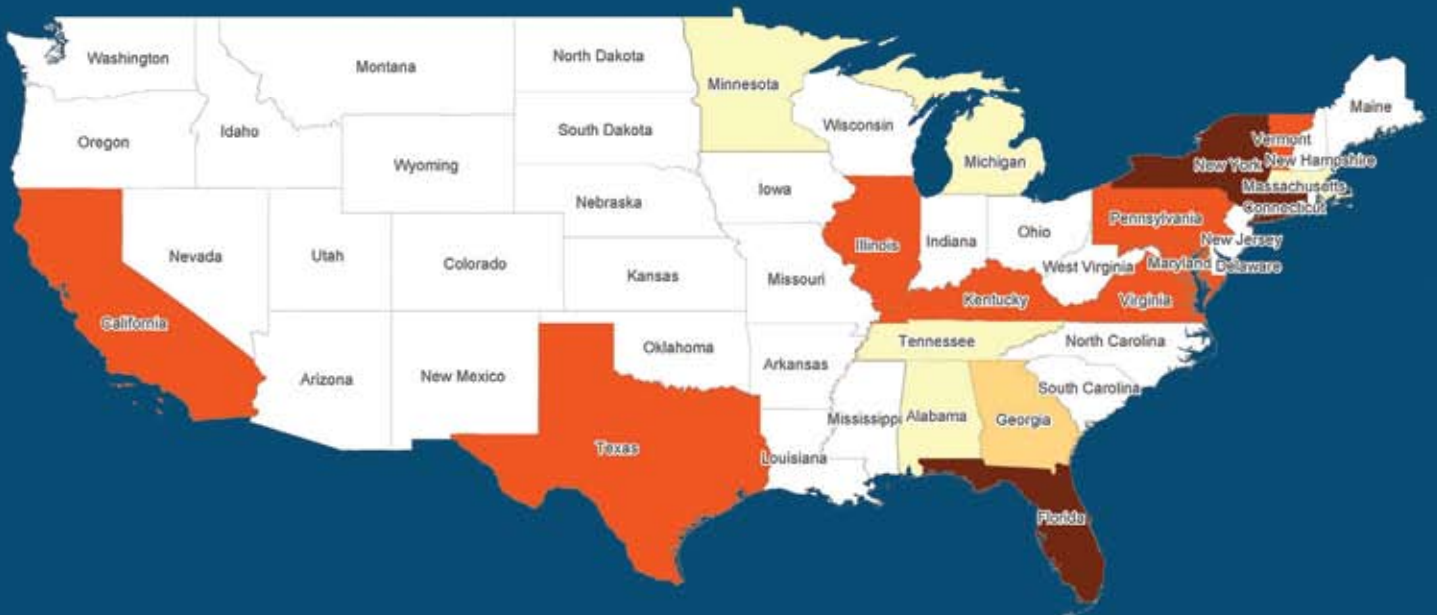 Washington
Montana
North Dakota
Minnesota
Maine
Oregon
Idaho
South Dakota
Wisconsin
Vermont
Wyoming
Michigan
New York
New Hampshire
Iowa
Massachusetts
Nebraska
Connecticut
Pennsylvania
Nevada
Utah
Colorado
Illinois
Indiana
Ohio
New Jersey
Kansas
Missouri
West Virginia
Maryland
Delaware
California
Kentucky
Virginia
Oklahoma
Tennessee
North Carolina
Arizona
New Mexico
Arkansas
South Carolina
Mississippi
Alabama
Georgia
Texas
Louisiana
Florida